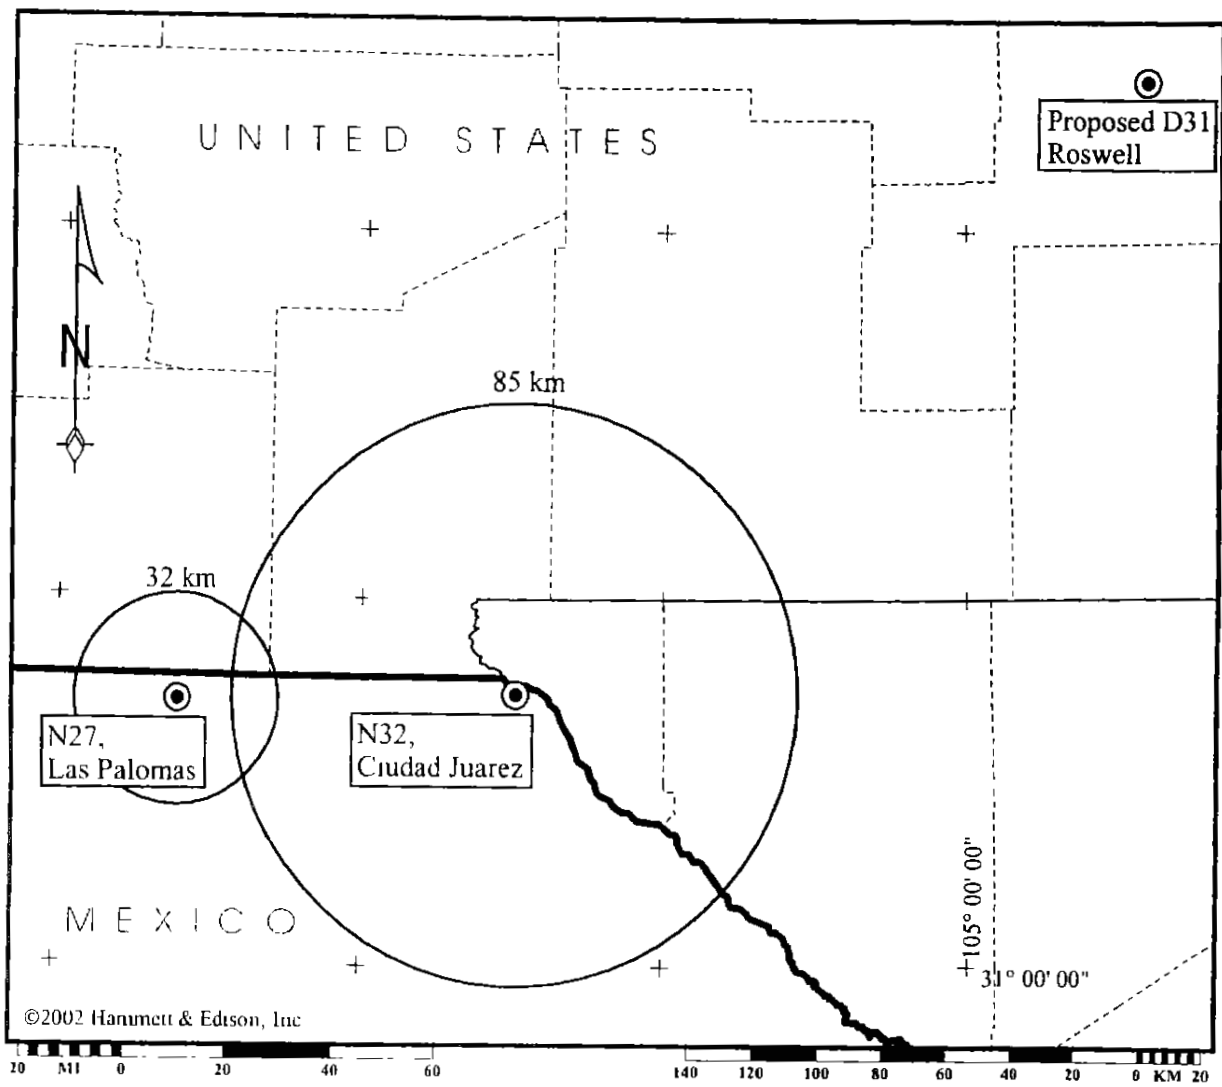 Proposed D31
Roswell
UNITED STATES
N
85 km
32 km
N27,
Las Palomas
N32,
Ciudad Juarez
MEXICO
105° 00' 00"
31° 00' 00"
©2002 Hammett & Edison, Inc
20 MI 0 20 40 60 140 120 100 80 60 40 20 0 KM 20